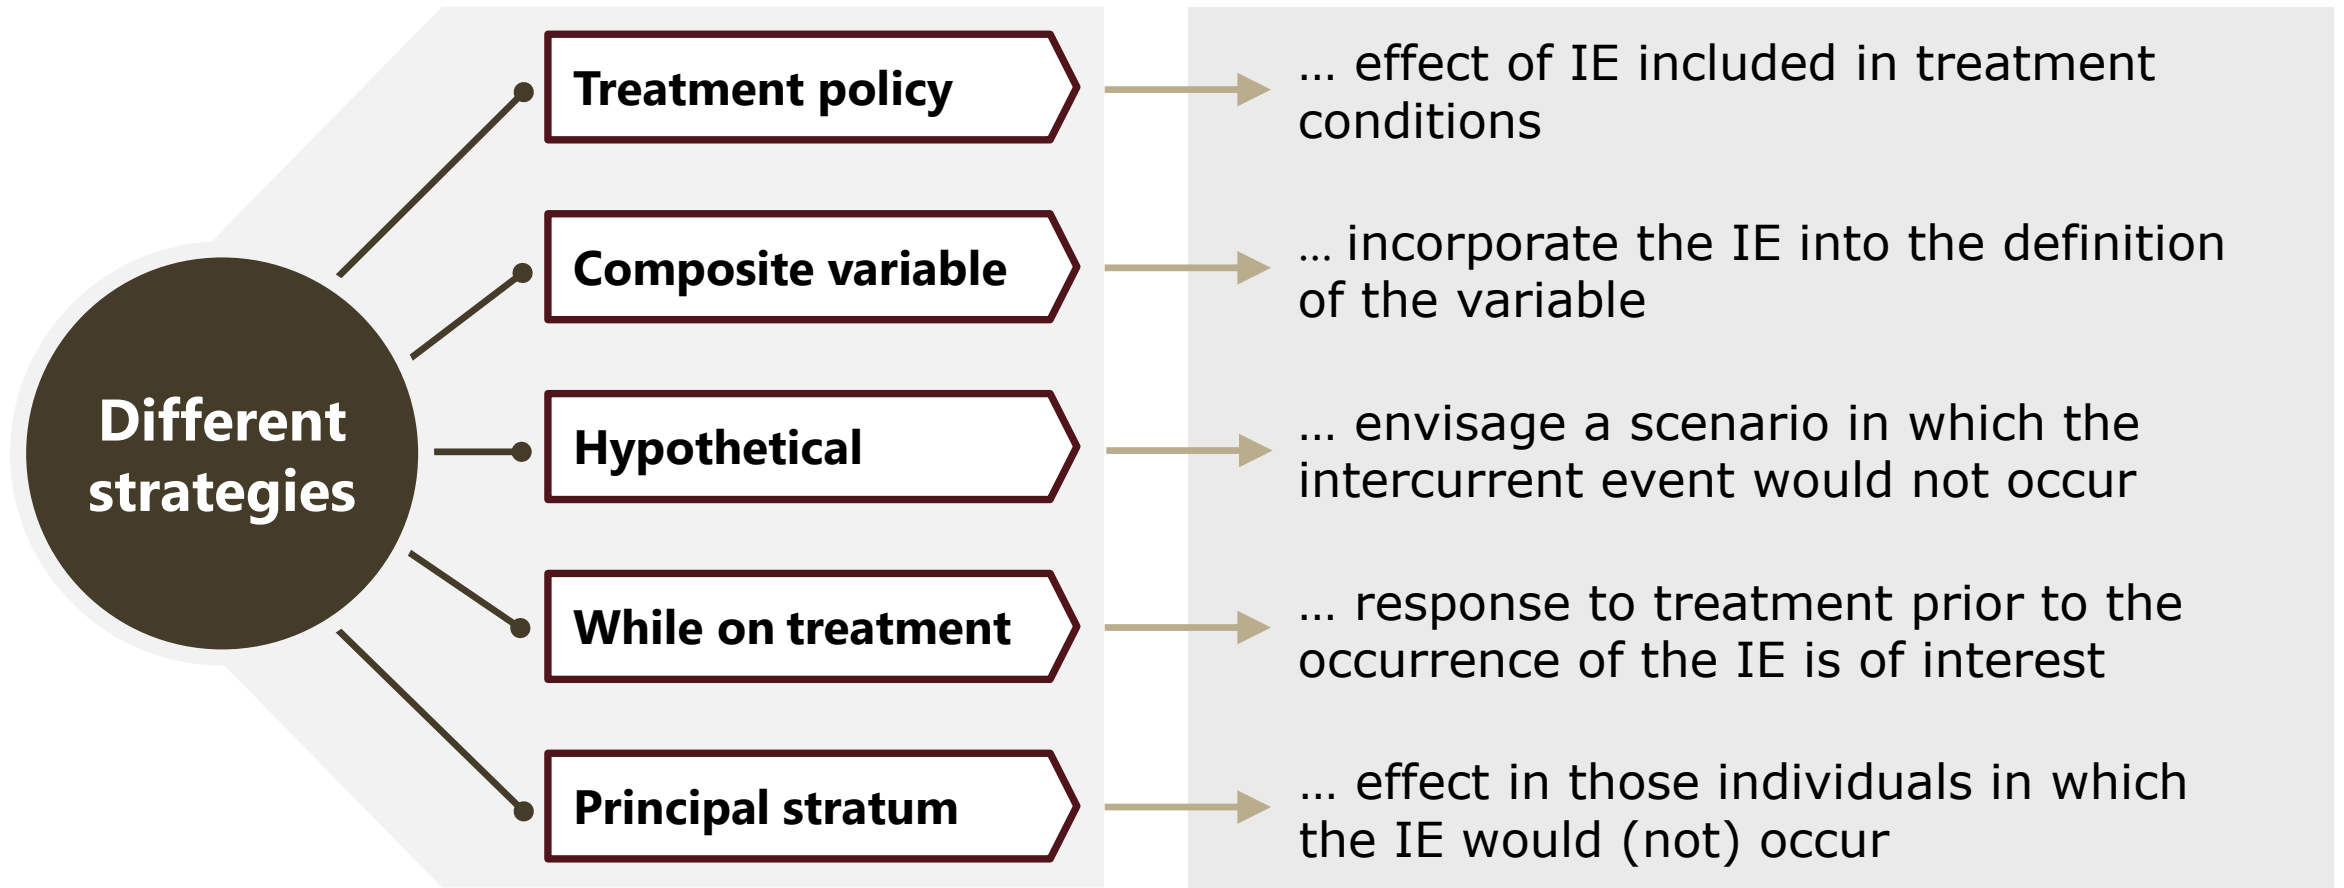 Different
strategies
Treatment policy
... effect of IE included in treatment
conditions
Composite variable
... incorporate the IE into the definition
of the variable
Hypothetical
... envisage a scenario in which the
intercurrent event would not occur
While on treatment
... response to treatment prior to the
occurrence of the IE is of interest
Principal stratum
... effect in those individuals in which
the IE would (not) occur